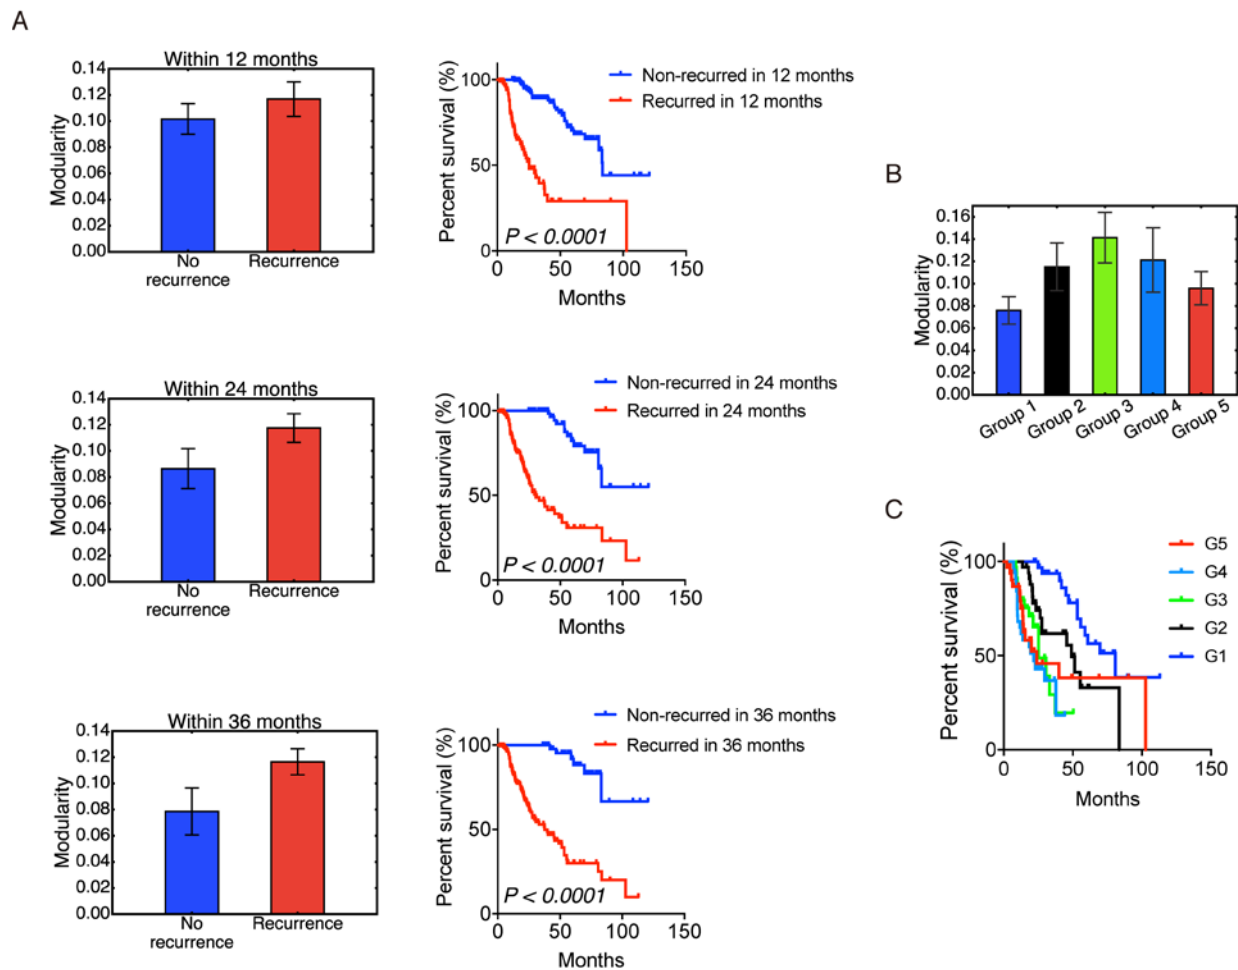 A
Within 12 months
0.14
0.12
0.10
0.08
0.06
0.04
0.02
0.00
Modularity
No recurrence
Recurrence
Percent survival (%)
100
50
0
0 50 100 150
Months
P < 0.0001
Non-recurred in 12 months
Recurred in 12 months
Within 24 months
0.14
0.12
0.10
0.08
0.06
0.04
0.02
0.00
Modularity
No recurrence
Recurrence
Percent survival (%)
100
50
0
0 50 100 150
Months
P < 0.0001
Non-recurred in 24 months
Recurred in 24 months
Within 36 months
0.14
0.12
0.10
0.08
0.06
0.04
0.02
0.00
Modularity
No recurrence
Recurrence
Percent survival (%)
100
50
0
0 50 100 150
Months
P < 0.0001
Non-recurred in 36 months
Recurred in 36 months
B
0.16
0.14
0.12
0.10
0.08
0.06
0.04
0.02
0.00
Modularity
Group 1
Group 2
Group 3
Group 4
Group 5
C
Percent survival (%)
100
50
0
0 50 100 150
Months
G5
G4
G3
G2
G1